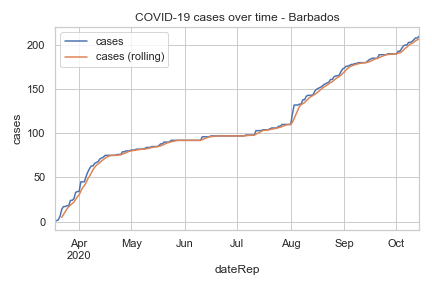 COVID-19 cases over time - Barbados
cases
cases (rolling)
200
150
100
50
0
cases
Apr
2020
May
Jun
Jul
Aug
Sep
Oct
dateRep